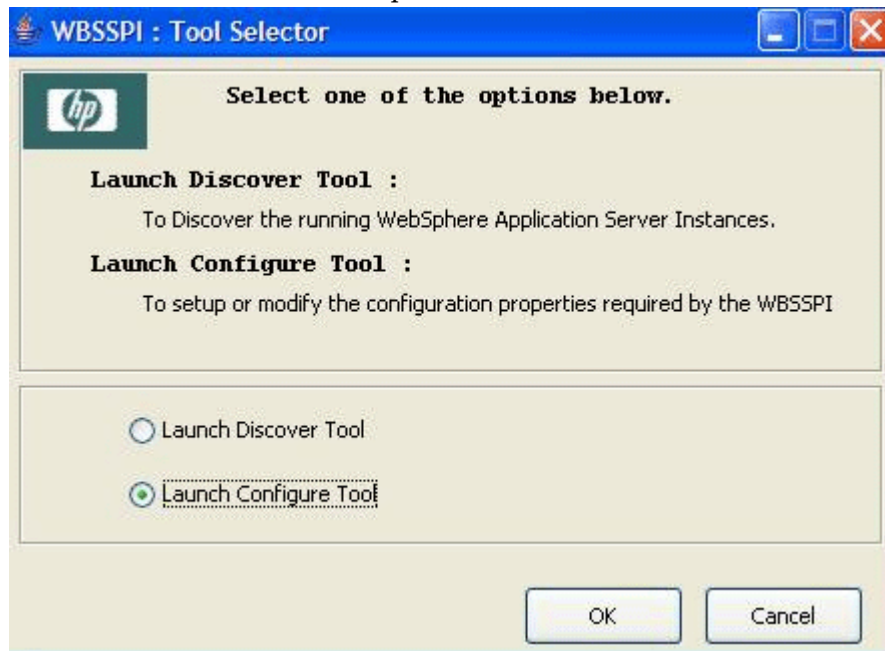 WBSSPI : Tool Selector
hp
Select one of the options below.
Launch Discover Tool :
To Discover the running WebSphere Application Server Instances.
Launch Configure Tool :
To setup or modify the configuration properties required by the WBSSPI
Launch Discover Tool
Launch Configure Tool
OK
Cancel